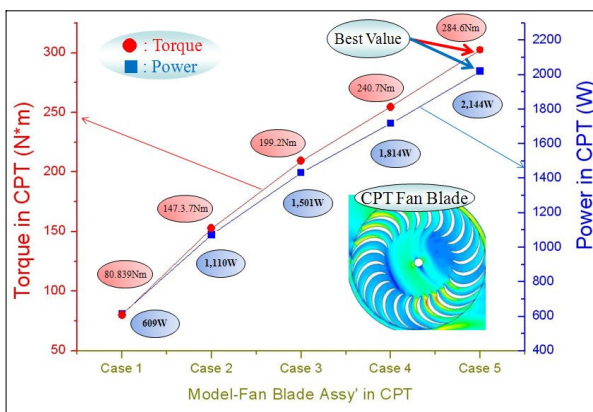 : Torque
: Power
Best Value
284.6Nm
240.7Nm
199.2Nm
147.3.7Nm
80.839Nm
2,144W
1,814W
1,501W
1,110W
609W
CPT Fan Blade
Torque in CPT (N*m)
300
250
200
150
100
50
Power in CPT (W)
2200
2000
1800
1600
1400
1200
1000
800
600
400
Case 1 Case 2 Case 3 Case 4 Case 5
Model-Fan Blade Assy' in CPT